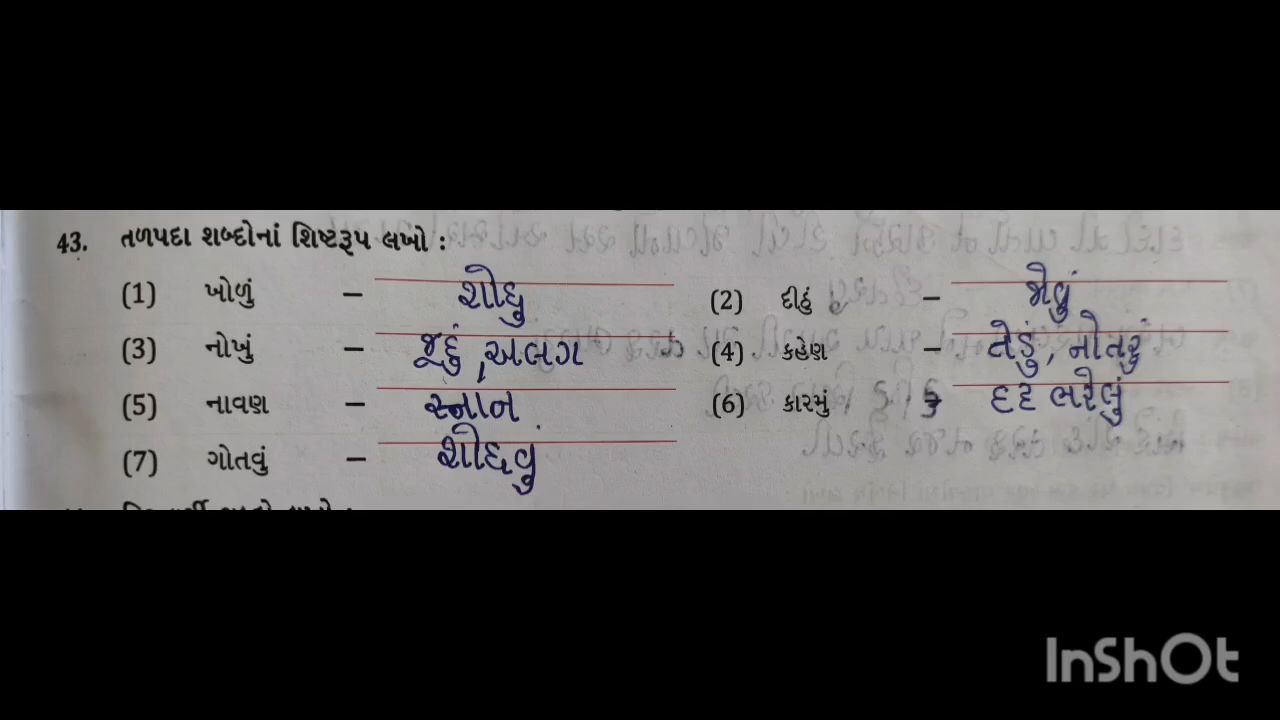 43. તળપદા શબ્દોનાં શિષ્ટરૂપ લખો :
(1) ખોળું – શોધુ (2) દીઠું – જોવું
(3) નોખું – જૂદું, અલગ (4) કહેણ – તેડું, નોતરું
(5) નાવણ – સ્નાન (6) કારમું – દર્દ ભરેલું
(7) ગોતવું – શોધવું
InShOt